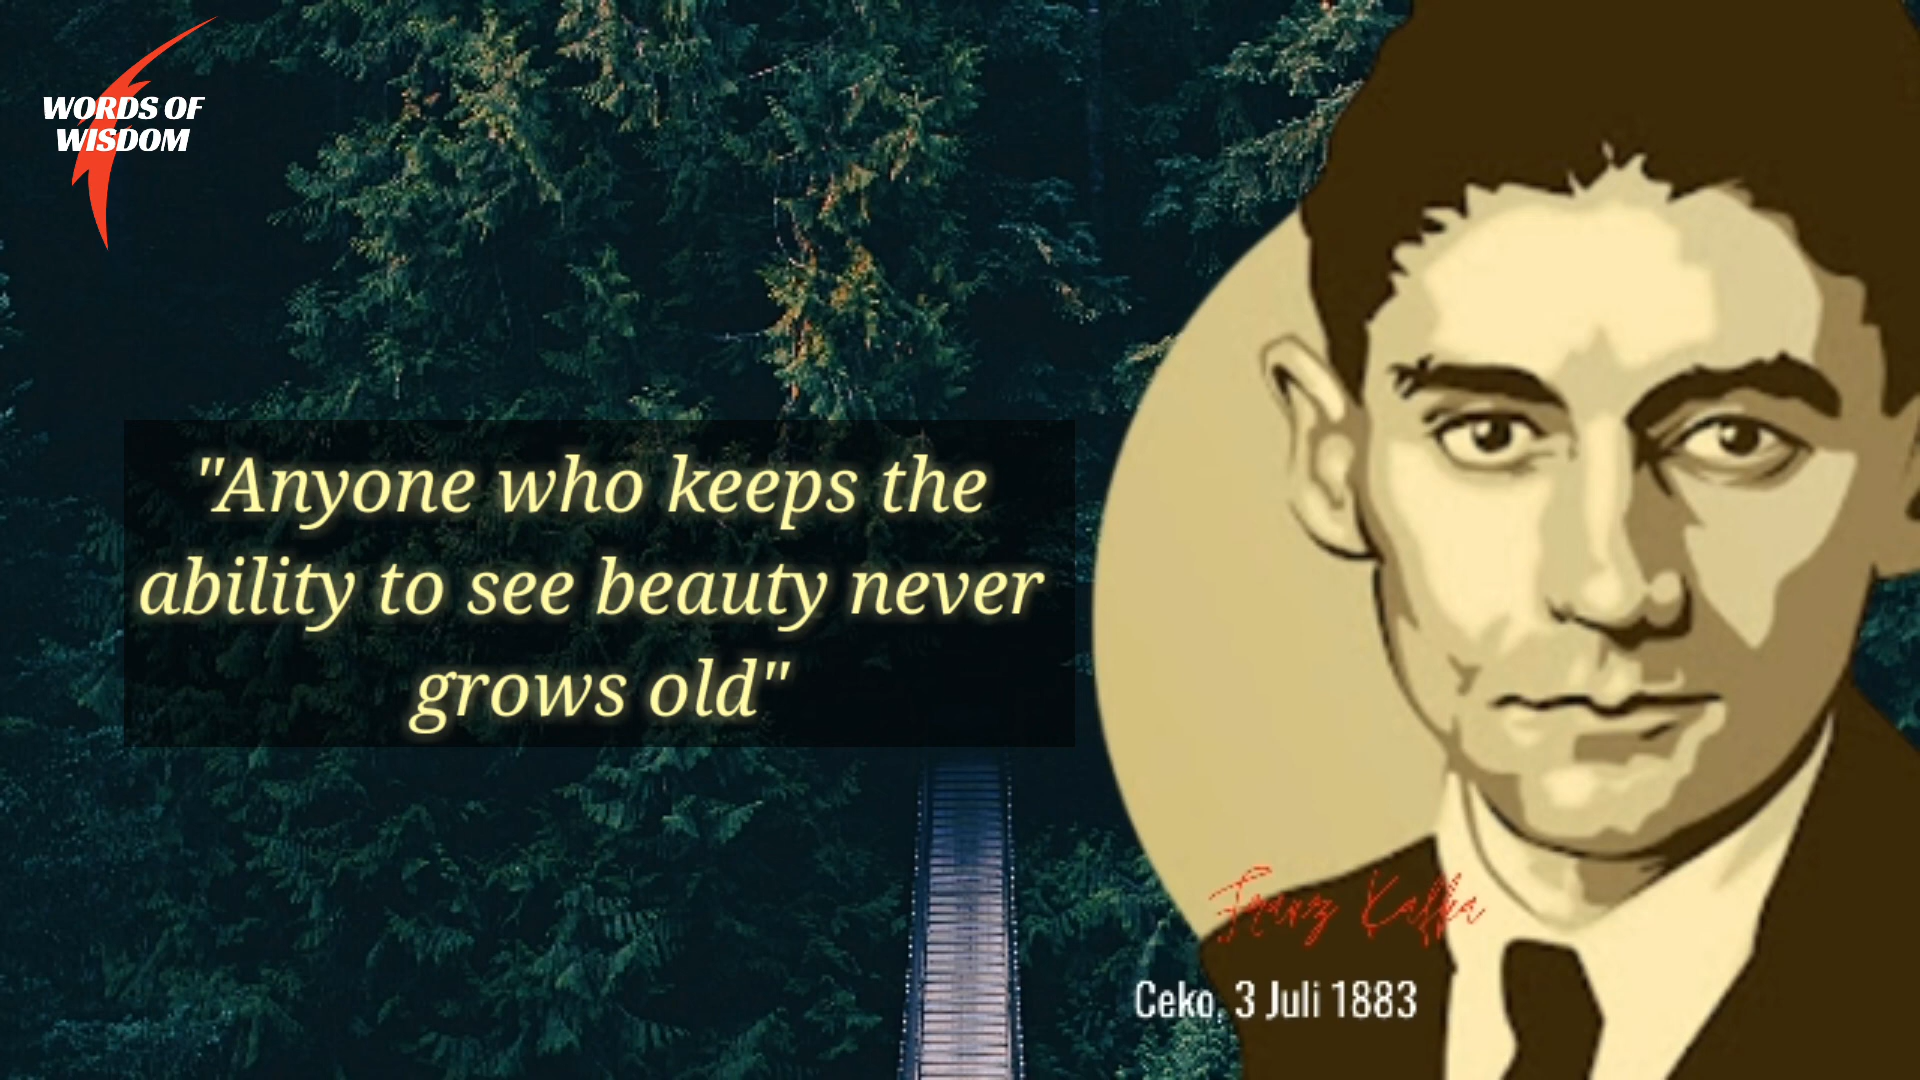 WORDS OF
WISDOM
"Anyone who keeps the
ability to see beauty never
grows old"
Franz Kafka
Ceko, 3 Juli 1883